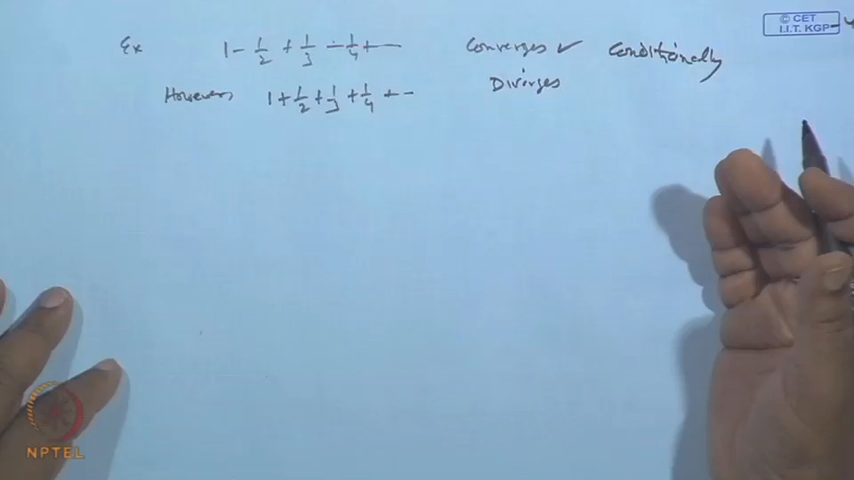 Ex 1 - 1/2 + 1/3 - 1/4 + — Converges ✓ Conditionally
However, 1 + 1/2 + 1/3 + 1/4 + - Diverges
© CET
I.I.T. KGP
NPTEL